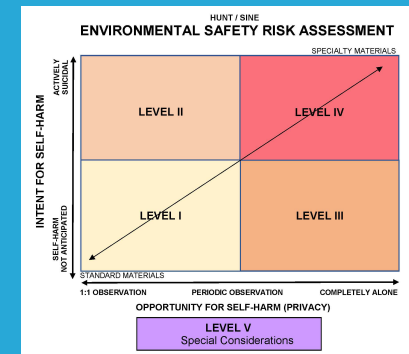 HUNT / SINE
ENVIRONMENTAL SAFETY RISK ASSESSMENT
SPECIALTY MATERIALS
ACTIVELY
SUICIDAL
INTENT FOR SELF-HARM
SELF-HARM
NOT ANTICIPATED
LEVEL II
LEVEL IV
LEVEL I
LEVEL III
STANDARD MATERIALS
1:1 OBSERVATION
PERIODIC OBSERVATION
COMPLETELY ALONE
OPPORTUNITY FOR SELF-HARM (PRIVACY)
LEVEL V
Special Considerations